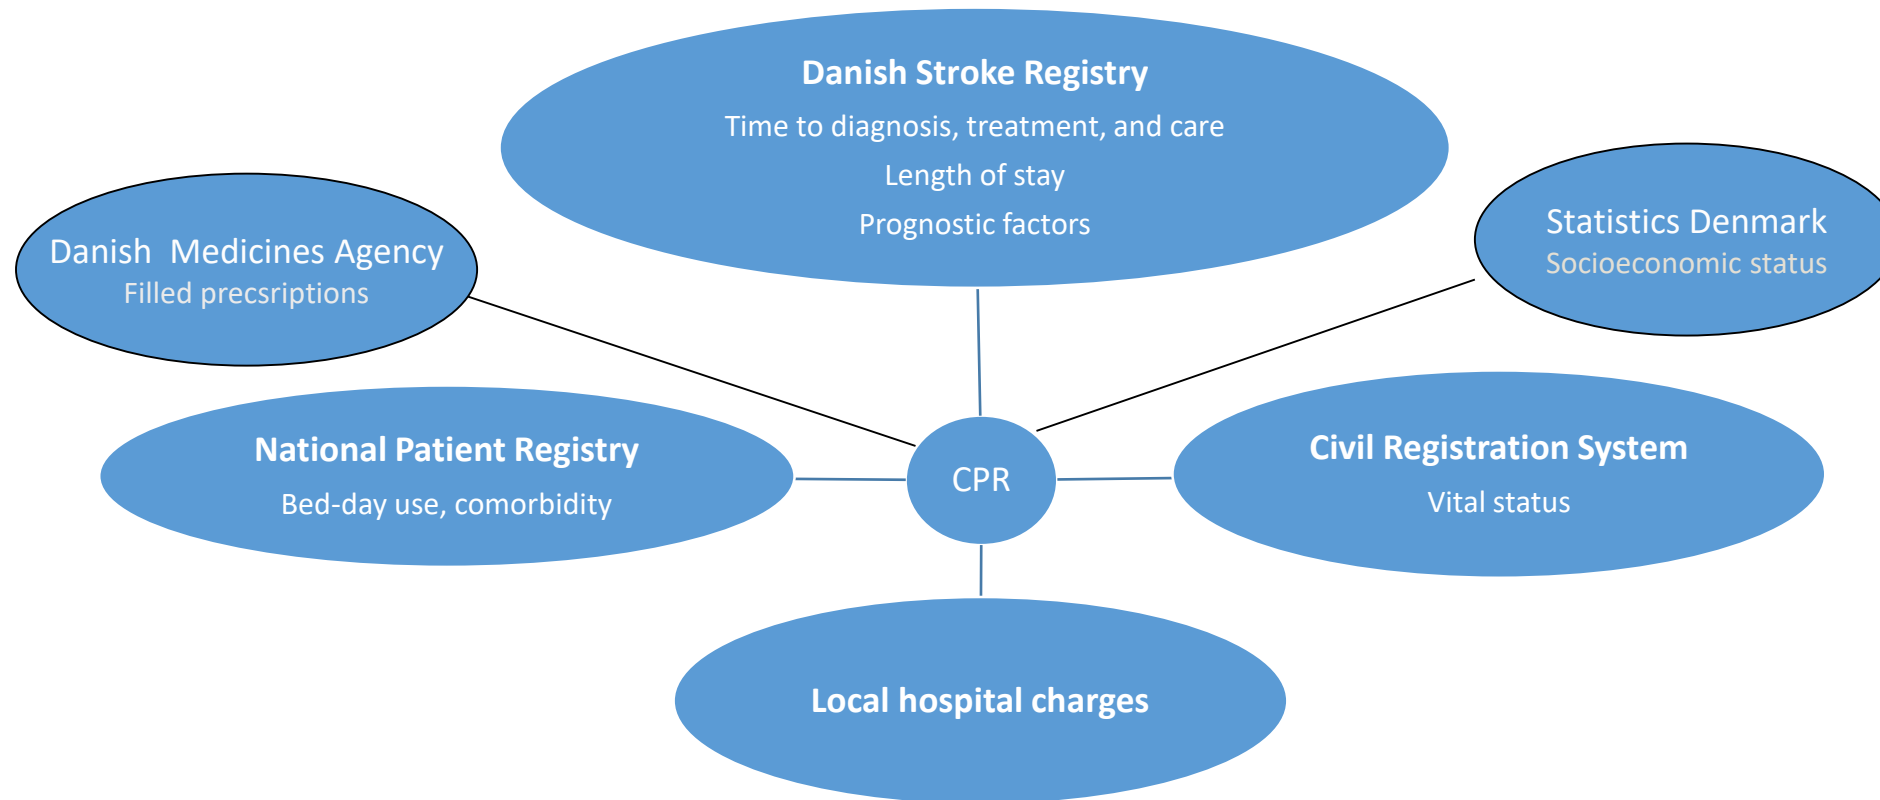 Danish Stroke Registry
Time to diagnosis, treatment, and care
Length of stay
Prognostic factors
Danish  Medicines Agency
Filled precsriptions
Statistics Denmark
Socioeconomic status
National Patient Registry
Bed-day use, comorbidity
CPR
Civil Registration System
Vital status
Local hospital charges